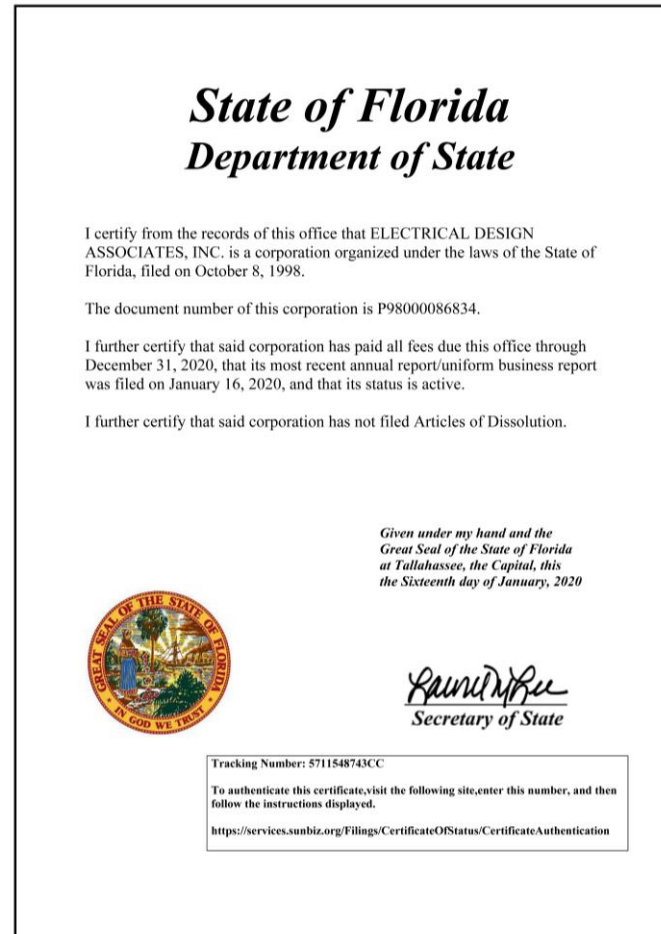 State of Florida
Department of State
I certify from the records of this office that ELECTRICAL DESIGN
ASSOCIATES, INC. is a corporation organized under the laws of the State of
Florida, filed on October 8, 1998.
The document number of this corporation is P98000086834.
I further certify that said corporation has paid all fees due this office through
December 31, 2020, that its most recent annual report/uniform business report
was filed on January 16, 2020, and that its status is active.
I further certify that said corporation has not filed Articles of Dissolution.
Given under my hand and the
Great Seal of the State of Florida
at Tallahassee, the Capital, this
the Sixteenth day of January, 2020
GREAT SEAL OF THE STATE OF FLORIDA
IN GOD WE TRUST
Secretary of State
Tracking Number: 5711548743CC
To authenticate this certificate,visit the following site,enter this number, and then
follow the instructions displayed.
https://services.sunbiz.org/Filings/CertificateOfStatus/CertificateAuthentication